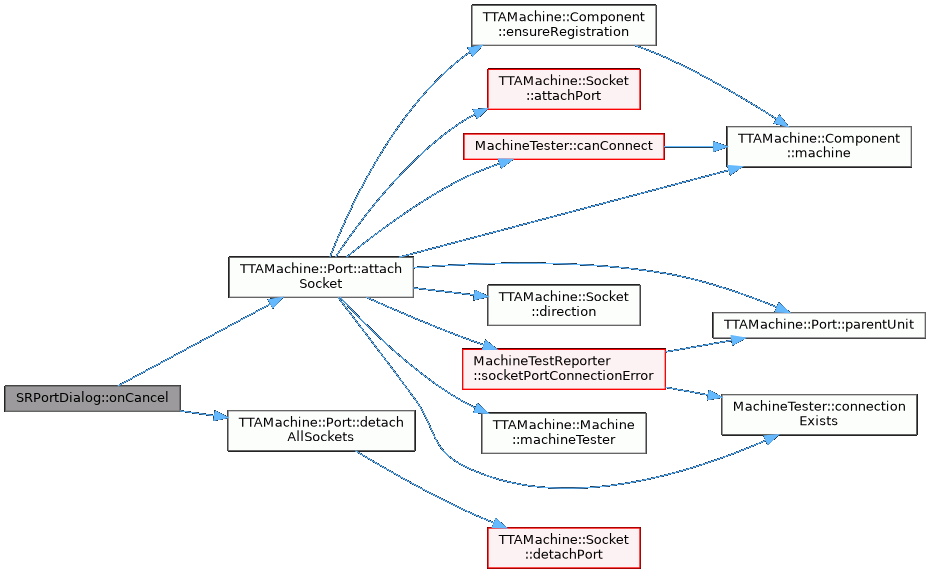 TTAMachine::Component
::ensureRegistration
TTAMachine::Socket
::attachPort
MachineTester::canConnect
TTAMachine::Component
::machine
TTAMachine::Port::attach
Socket
TTAMachine::Socket
::direction
TTAMachine::Port::parentUnit
MachineTestReporter
::socketPortConnectionError
SRPortDialog::onCancel
TTAMachine::Port::detach
AllSockets
TTAMachine::Machine
::machineTester
MachineTester::connection
Exists
TTAMachine::Socket
::detachPort